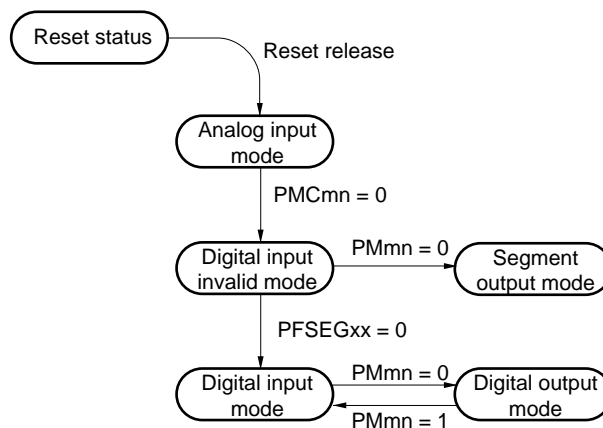 Reset status
Reset release
Analog input
mode
PMCmn = 0
Digital input
invalid mode
PMmn = 0
Segment
output mode
PFSEGxx = 0
Digital input
mode
PMmn = 0
PMmn = 1
Digital output
mode